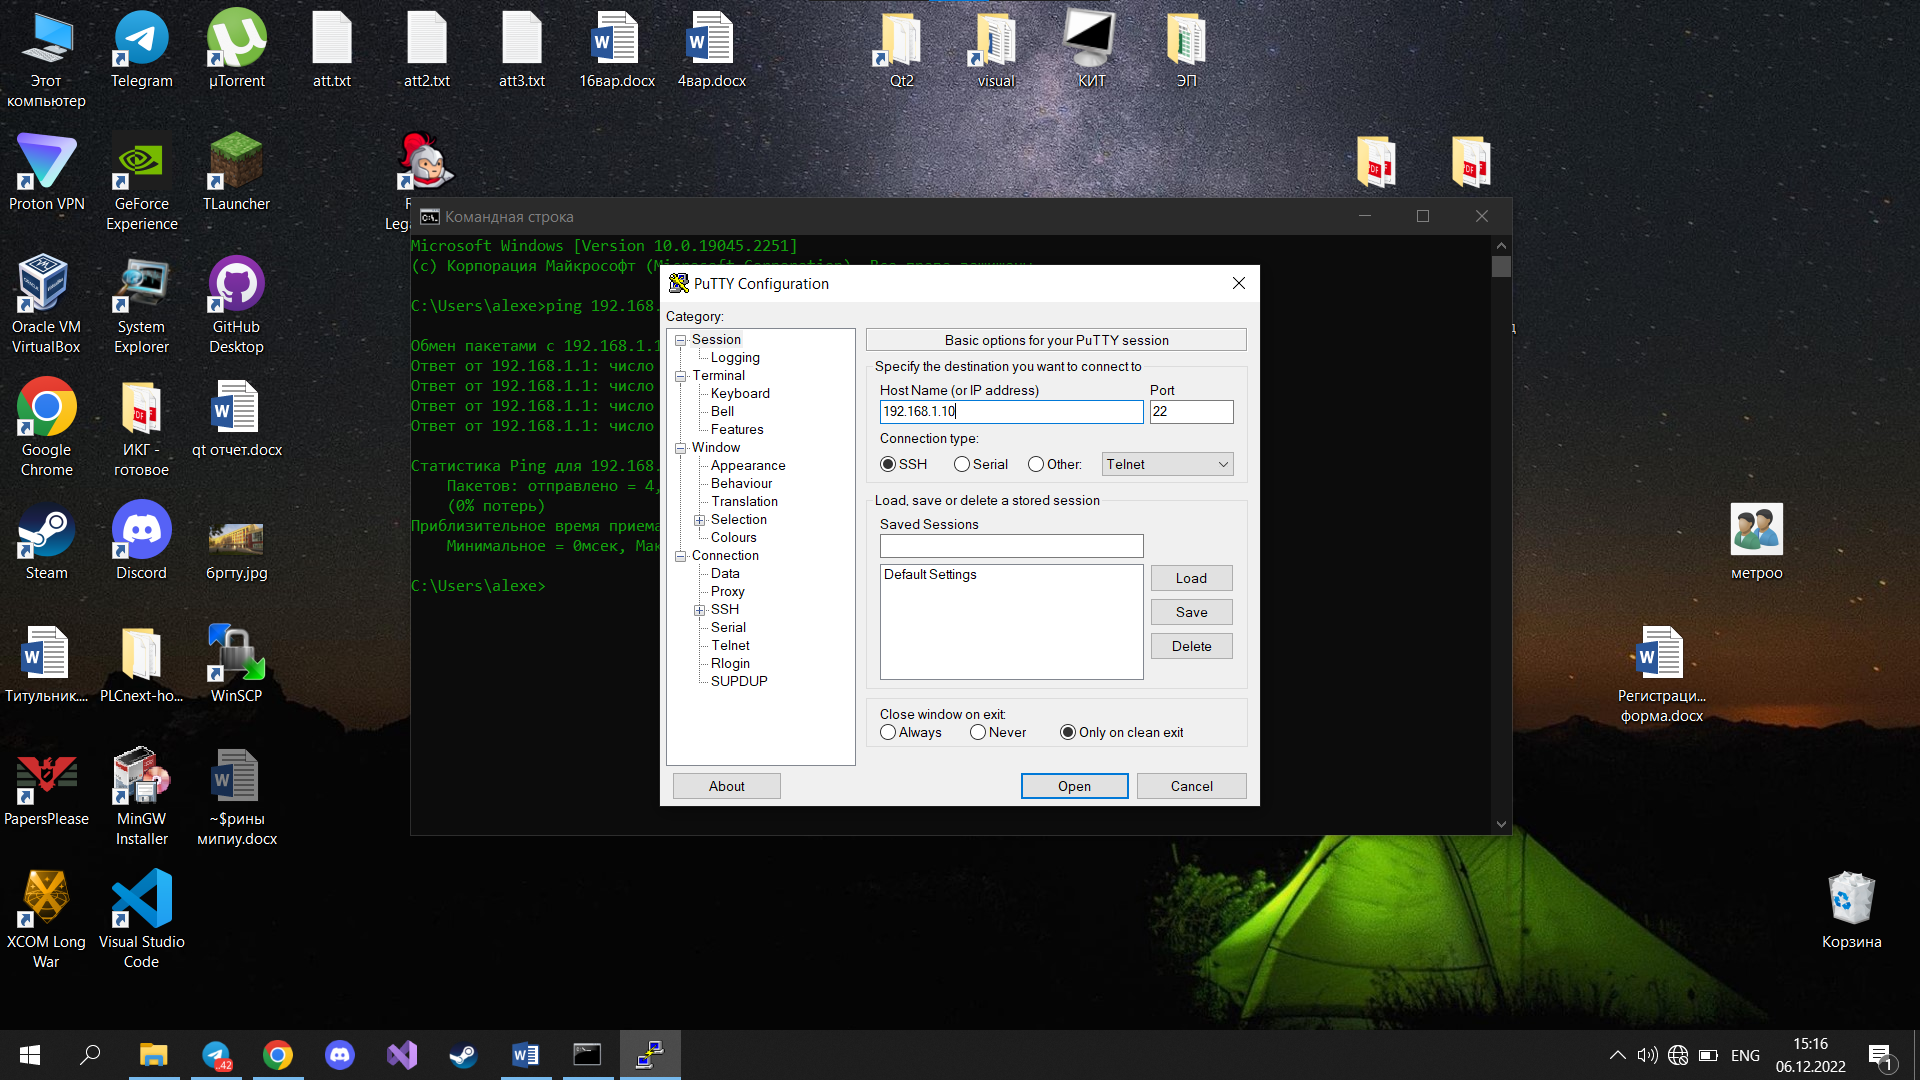 Этот компьютер
Telegram
µTorrent
att.txt
att2.txt
att3.txt
16вар.docx
4вар.docx
Qt2
visual
КИТ
ЭП
Proton VPN
GeForce Experience
TLauncher
Oracle VM VirtualBox
System Explorer
GitHub Desktop
Google Chrome
ИКГ - готовое
qt отчет.docx
Steam
Discord
бргту.jpg
Титульник....
PLCnext-ho...
WinSCP
PapersPlease
MinGW Installer
~$рины мипиу.docx
XCOM Long War
Visual Studio Code
метроо
Регистраци... форма.docx
Корзина
Командная строка
Microsoft Windows [Version 10.0.19045.2251]
(c) Корпорация Майкрософт
C:\Users\alexe>ping 192.168.
Обмен пакетами с 192.168.1.1
Ответ от 192.168.1.1: число
Ответ от 192.168.1.1: число
Ответ от 192.168.1.1: число
Ответ от 192.168.1.1: число
Статистика Ping для 192.168.
Пакетов: отправлено = 4,
(0% потерь)
Приблизительное время приема
Минимальное = 0мсек, Мак
C:\Users\alexe>
PuTTY Configuration
Category:
Session
Logging
Terminal
Keyboard
Bell
Features
Window
Appearance
Behaviour
Translation
Selection
Colours
Connection
Data
Proxy
SSH
Serial
Telnet
Rlogin
SUPDUP
Basic options for your PuTTY session
Specify the destination you want to connect to
Host Name (or IP address) Port
192.168.1.10 22
Connection type:
SSH Serial Other: Telnet
Load, save or delete a stored session
Saved Sessions
Default Settings
Load
Save
Delete
Close window on exit:
Always Never Only on clean exit
About Open Cancel
42
ENG
15:16
06.12.2022
1